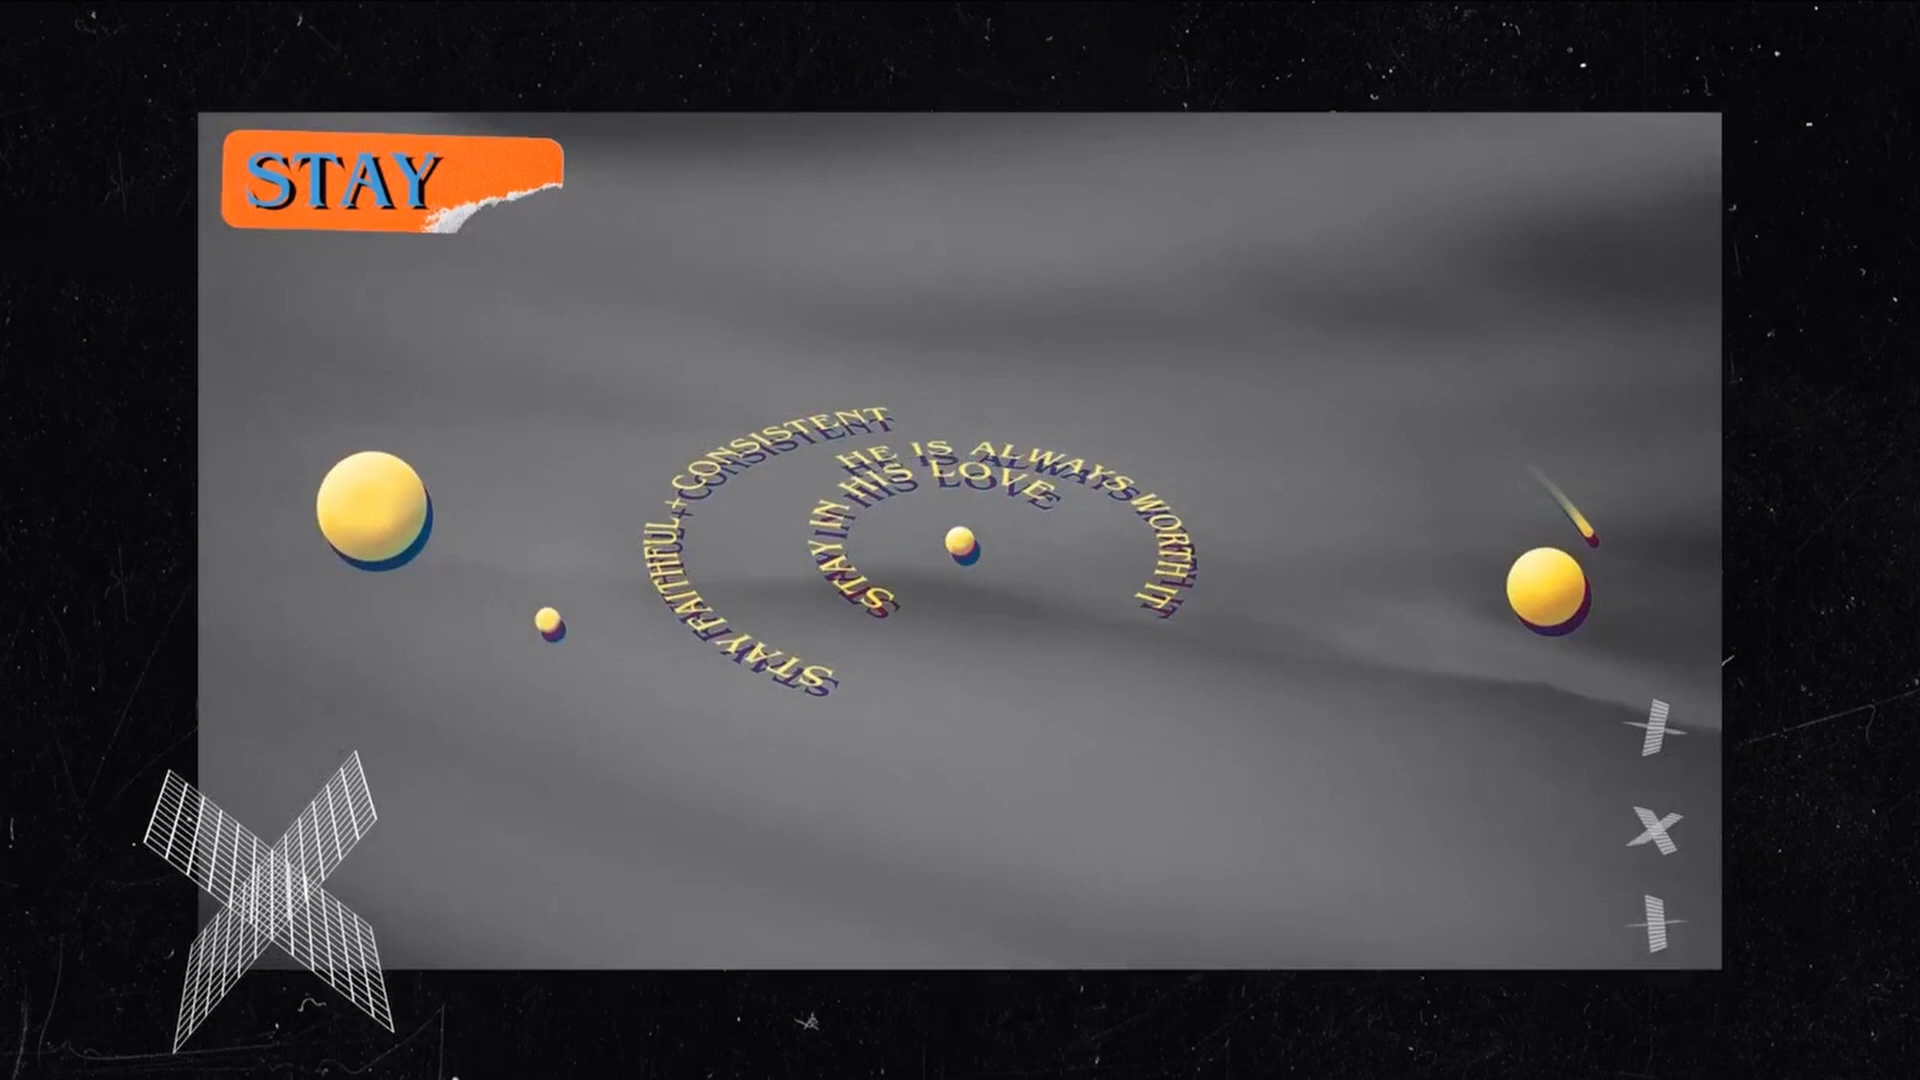 STAY
STAY FAITHFUL + CONSISTENT
HE IS ALWAYS WORTH IT
STAY IN HIS LOVE